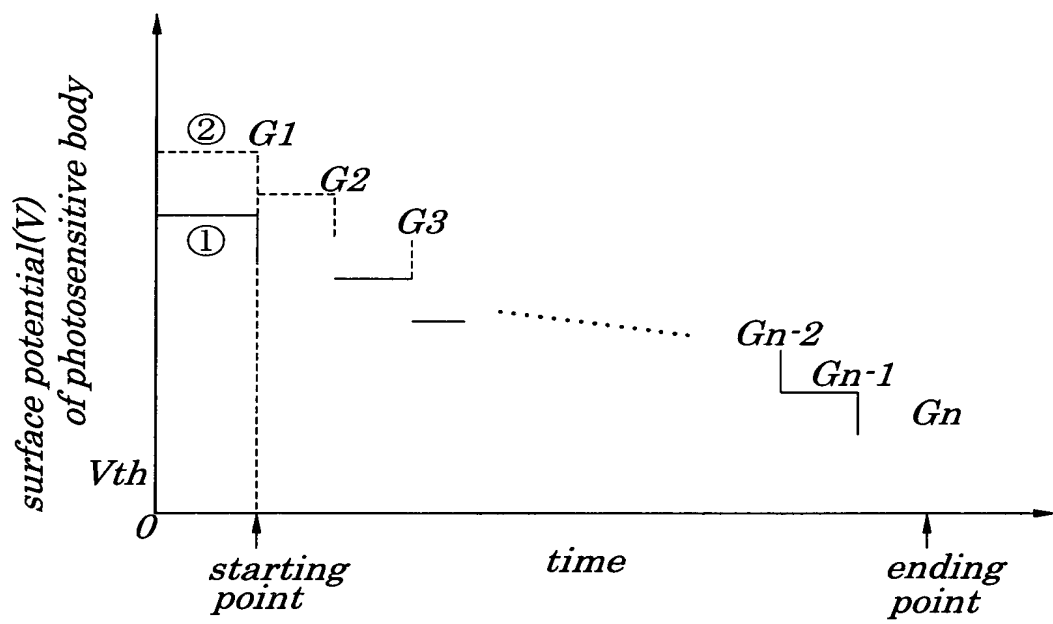 surface potential(V)
of photosensitive body
②
G1
G2
①
G3
Gn-2
Gn-1
Gn
Vth
0
starting
point
time
ending
point